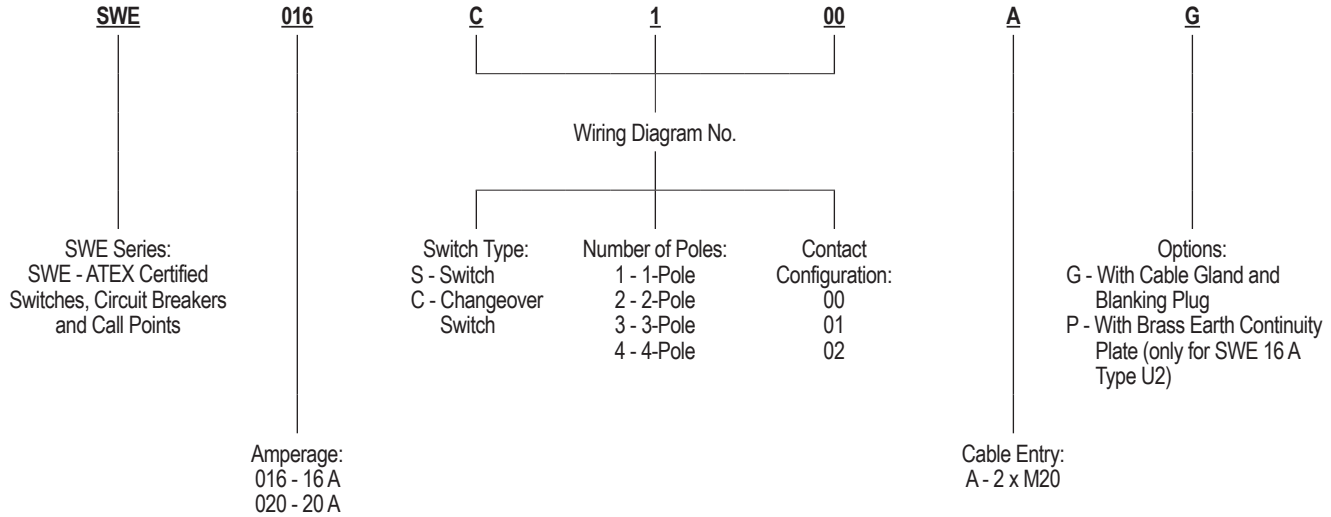 SWE 016 C 1 00 A G
Wiring Diagram No.
SWE Series:
SWE - ATEX Certified
Switches, Circuit Breakers
and Call Points
Switch Type:
S - Switch
C - Changeover
Switch
Number of Poles:
1 - 1-Pole
2 - 2-Pole
3 - 3-Pole
4 - 4-Pole
Contact
Configuration:
00
01
02
Options:
G - With Cable Gland and
Blanking Plug
P - With Brass Earth Continuity
Plate (only for SWE 16 A
Type U2)
Amperage:
016 - 16 A
020 - 20 A
Cable Entry:
A - 2 x M20